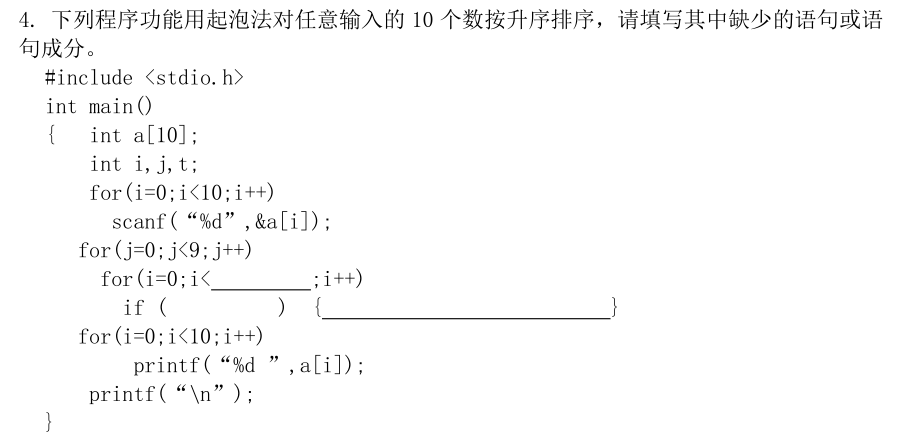 4. 下列程序功能用起泡法对任意输入的 10 个数按升序排序，请填写其中缺少的语句或语
句成分。
#include <stdio.h>
int main()
{   int a[10];
int i,j,t;
for(i=0;i<10;i++)
scanf(“%d”,&a[i]);
for(j=0;j<9;j++)
for(i=0;i<_________;i++)
if (          ) {__________________________}
for(i=0;i<10;i++)
printf(“%d ”,a[i]);
printf(“\n”);
}